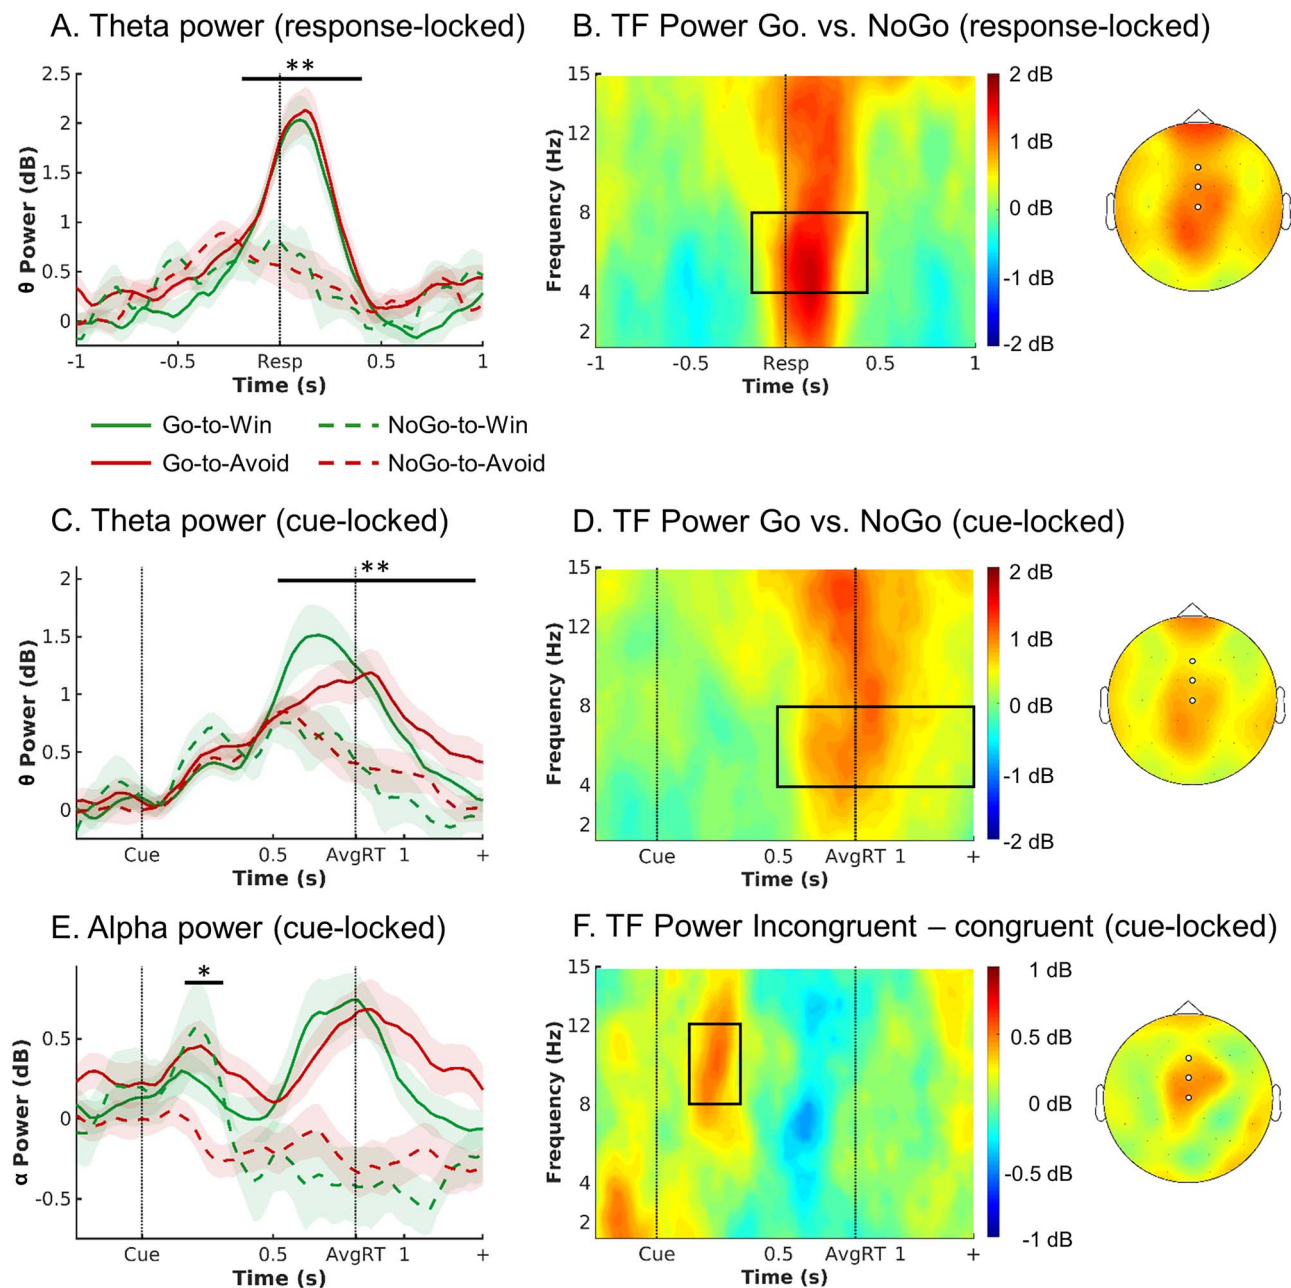 A. Theta power (response-locked)
B. TF Power Go. vs. NoGo (response-locked)
**
2.5
2
1.5
1
0.5
0
θ Power (dB)
-1
-0.5
Resp
0.5
1
Time (s)
15
12
8
4
2
Frequency (Hz)
-1
-0.5
Resp
0.5
1
Time (s)
2 dB
1 dB
0 dB
-1 dB
-2 dB
Go-to-Win
NoGo-to-Win
Go-to-Avoid
NoGo-to-Avoid
C. Theta power (cue-locked)
D. TF Power Go vs. NoGo (cue-locked)
**
2
1.5
1
0.5
0
θ Power (dB)
Cue
0.5
AvgRT
1
+
Time (s)
15
12
8
4
2
Frequency (Hz)
Cue
0.5
AvgRT
1
+
Time (s)
2 dB
1 dB
0 dB
-1 dB
-2 dB
E. Alpha power (cue-locked)
F. TF Power Incongruent – congruent (cue-locked)
*
0.5
0
-0.5
α Power (dB)
Cue
0.5
AvgRT
1
+
Time (s)
15
12
8
4
2
Frequency (Hz)
Cue
0.5
AvgRT
1
+
Time (s)
1 dB
0.5 dB
0 dB
-0.5 dB
-1 dB